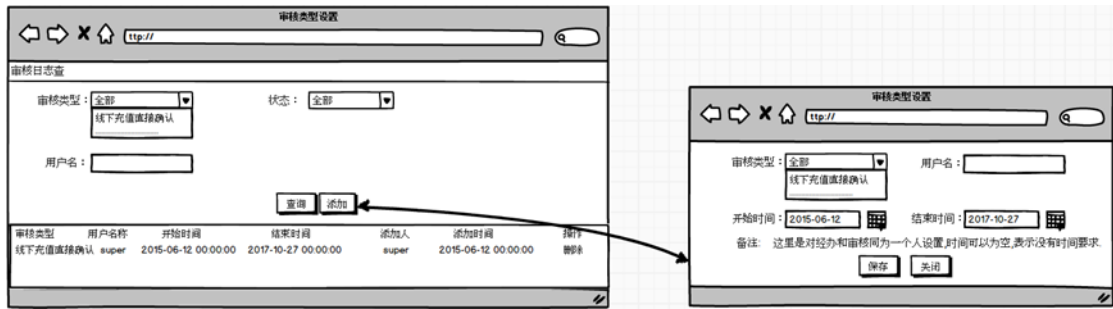 审核类型设置
ttp://
审核日志查
审核类型：全部
状态：全部
线下充值直接确认
用户名：
查询 添加
审核类型 用户名称 开始时间 结束时间 添加人 添加时间 操作
线下充值直接确认 super 2015-06-12 00:00:00 2017-10-27 00:00:00 super 2015-06-12 00:00:00 删除
审核类型设置
ttp://
审核类型：全部
用户名：
线下充值直接确认
开始时间：2015-06-12
结束时间：2017-10-27
备注: 这里是对经办和审核同为一个人设置,时间可以为空,表示没有时间要求.
保存 关闭